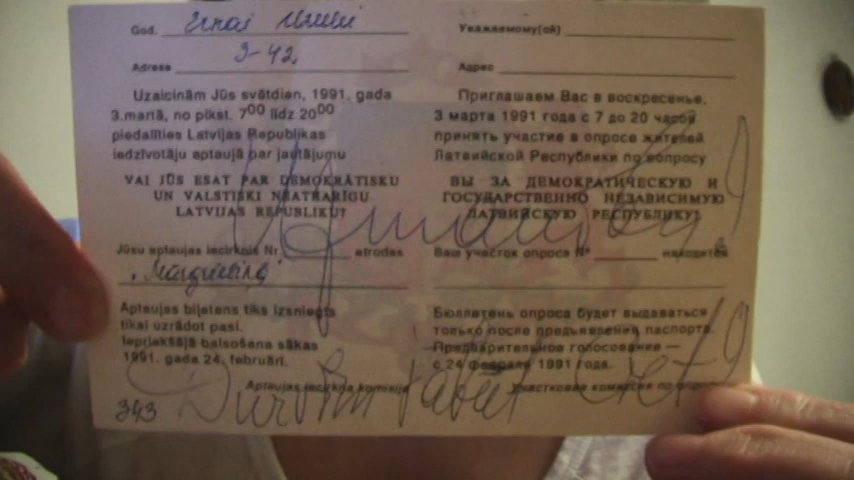 God.
Adrese 9-42,
Uzaicinām Jūs svētdien, 1991. gada
3.martā, no plkst. 7⁰⁰ līdz 20⁰⁰
piedalīties Latvijas Republikas
iedzīvotāju aptaujā par jautājumu
VAI JŪS ESAT PAR DEMOKRĀTISKU
UN VALSTISKI NEATKARĪGU
LATVIJAS REPUBLIKU?
Jūsu aptaujas iecirknis Nr. atrodas
Aptaujas biļetens tiks izsniegts
tikai uzrādot pasi.
Iepriekšējā balsošana sākas
1991. gada 24. februārī.
Aptaujas iecirkņa komisija
343
Уважаемому(ой)
Адрес
Приглашаем Вас в воскресенье,
3 марта 1991 года с 7 до 20 часов
принять участие в опросе жителей
Латвийской Республики по вопросу
ВЫ ЗА ДЕМОКРАТИЧЕСКУЮ И
ГОСУДАРСТВЕННО НЕЗАВИСИМУЮ
ЛАТВИЙСКУЮ РЕСПУБЛИКУ?
Ваш участок опроса № находится
Бюллетень опроса будет выдаваться
только после предъявления паспорта.
Предварительное голосование —
с 24 февраля 1991 года.
Участковая комиссия по опросу